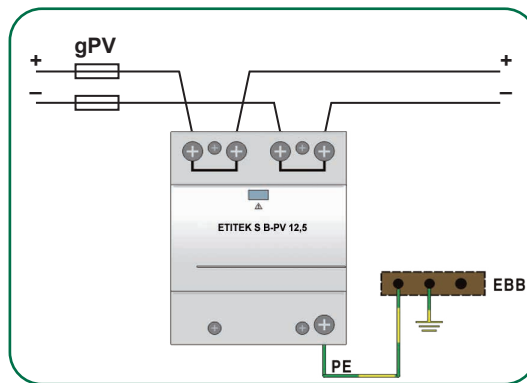 gPV
+ +
− −
ETITEK S B-PV 12,5
EBB
PE